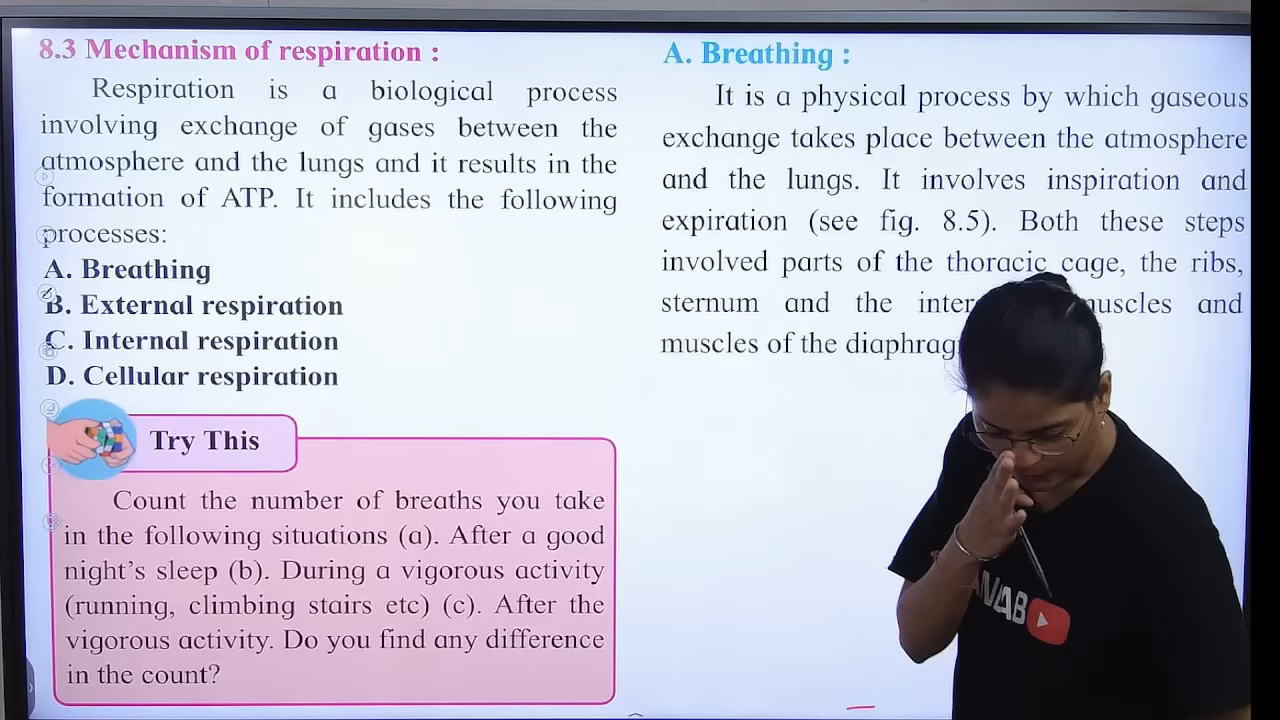 8.3 Mechanism of respiration :
Respiration is a biological process
involving exchange of gases between the
atmosphere and the lungs and it results in the
formation of ATP. It includes the following
processes:
A. Breathing
B. External respiration
C. Internal respiration
D. Cellular respiration
Try This
Count the number of breaths you take
in the following situations (a). After a good
night's sleep (b). During a vigorous activity
(running, climbing stairs etc) (c). After the
vigorous activity. Do you find any difference
in the count?
A. Breathing :
It is a physical process by which gaseous
exchange takes place between the atmosphere
and the lungs. It involves inspiration and
expiration (see fig. 8.5). Both these steps
involved parts of the thoracic cage, the ribs,
sternum and the and
muscles of the